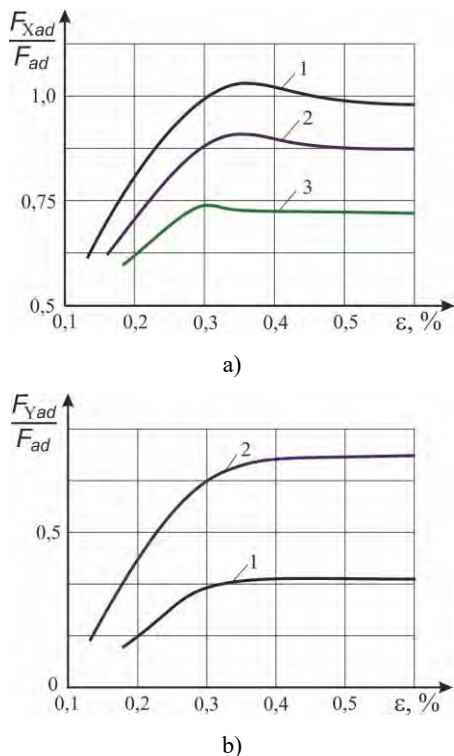 F_Xad
F_ad
1,0
0,75
0,5
1
2
3
0,1 0,2 0,3 0,4 0,5 ε, %
a)
F_Yad
F_ad
0,5
0
2
1
0,1 0,2 0,3 0,4 0,5 ε, %
b)